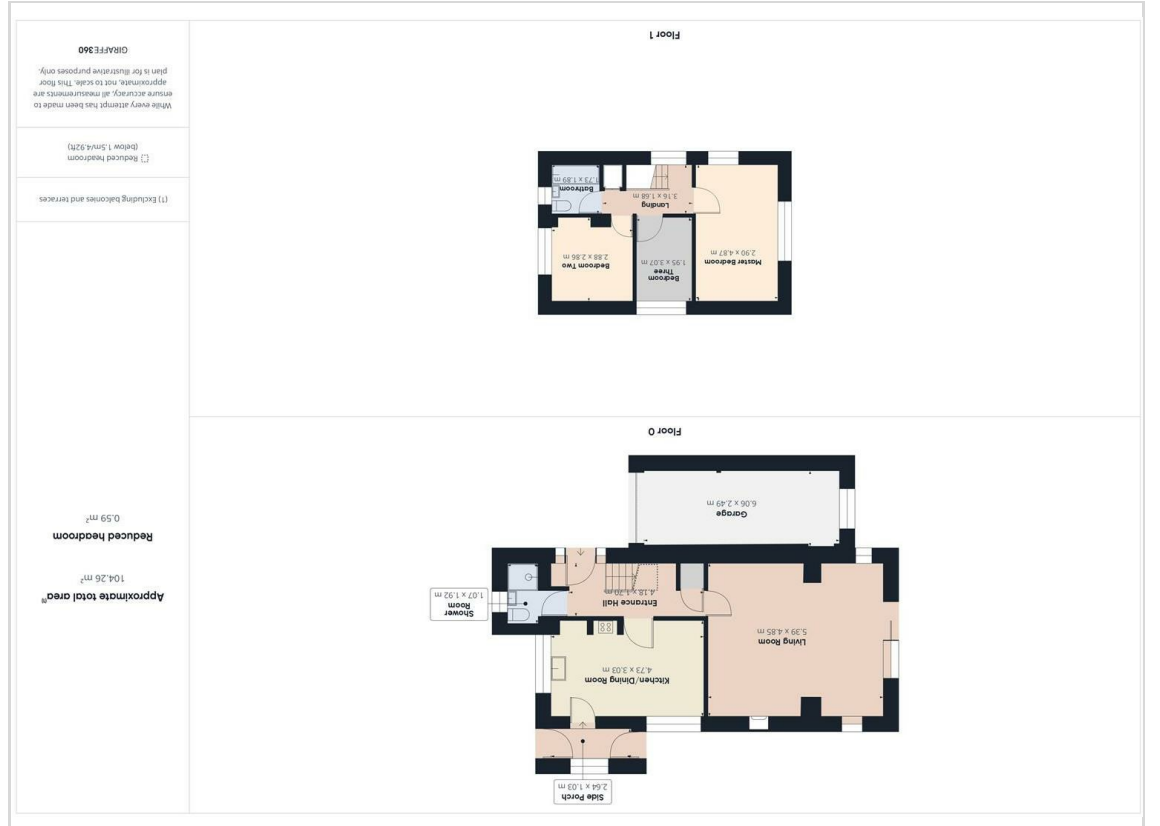 Side Porch
2.64 x 1.03 m
Kitchen/Dining Room
4.73 x 3.03 m
Living Room
5.39 x 4.85 m
Entrance Hall
4.18 x 1.70 m
Shower
Room
1.07 x 1.92 m
Garage
6.06 x 2.49 m
Floor 0
Master Bedroom
2.90 x 4.87 m
Bedroom
Three
1.95 x 3.07 m
Bedroom Two
2.88 x 2.86 m
Landing
3.16 x 1.68 m
Bathroom
1.73 x 1.89 m
Floor 1
Approximate total area(1)
104.26 m²
Reduced headroom
0.59 m²
(1) Excluding balconies and terraces
Reduced headroom
(below 1.5m/4.92ft)
While every attempt has been made to
ensure accuracy, all measurements are
approximate, not to scale. This floor
plan is for illustrative purposes only.
GIRAFFE360